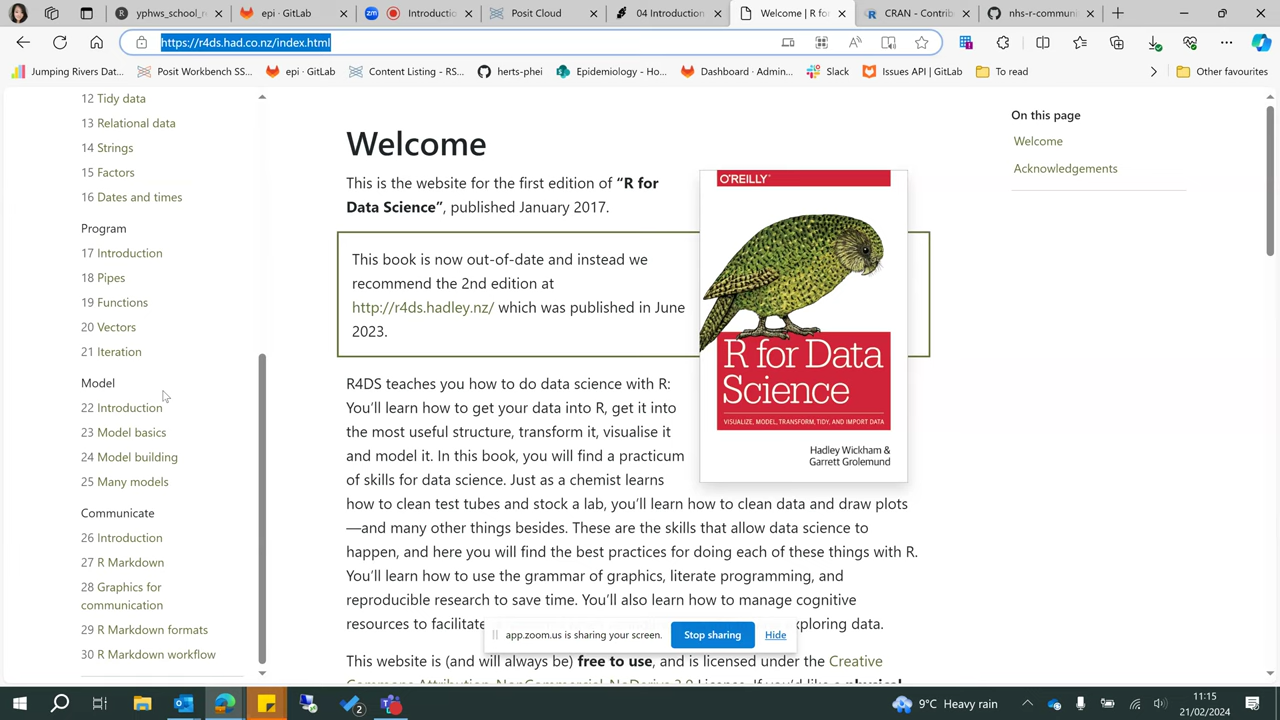 yphws_school_r
epi · GitLab
Introduction
Posit Cloud
04 Introduction
Welcome | R for
CRAN - Contrib
nhs-r-communi
https://r4ds.had.co.nz/index.html
Jumping Rivers Dat...
Posit Workbench SS...
epi · GitLab
Content Listing - RS...
herts-phei
Epidemiology - Ho...
Dashboard · Admin...
Slack
Issues API | GitLab
To read
Other favourites
12 Tidy data
13 Relational data
14 Strings
15 Factors
16 Dates and times
Program
17 Introduction
18 Pipes
19 Functions
20 Vectors
21 Iteration
Model
22 Introduction
23 Model basics
24 Model building
25 Many models
Communicate
26 Introduction
27 R Markdown
28 Graphics for
communication
29 R Markdown formats
30 R Markdown workflow
Welcome
This is the website for the first edition of “R for
Data Science”, published January 2017.
This book is now out-of-date and instead we
recommend the 2nd edition at
http://r4ds.hadley.nz/ which was published in June
2023.
R4DS teaches you how to do data science with R:
You’ll learn how to get your data into R, get it into
the most useful structure, transform it, visualise it
and model it. In this book, you will find a practicum
of skills for data science. Just as a chemist learns
how to clean test tubes and stock a lab, you’ll learn how to clean data and draw plots
—and many other things besides. These are the skills that allow data science to
happen, and here you will find the best practices for doing each of these things with R.
You’ll learn how to use the grammar of graphics, literate programming, and
reproducible research to save time. You’ll also learn how to manage cognitive
resources to facilitate
exploring data.
This website is (and will always be) free to use, and is licensed under the Creative
O'REILLY
R for Data
Science
VISUALIZE, MODEL, TRANSFORM, TIDY, AND IMPORT DATA
Hadley Wickham &
Garrett Grolemund
On this page
Welcome
Acknowledgements
app.zoom.us is sharing your screen.
Stop sharing
Hide
2
9°C Heavy rain
11:15
21/02/2024